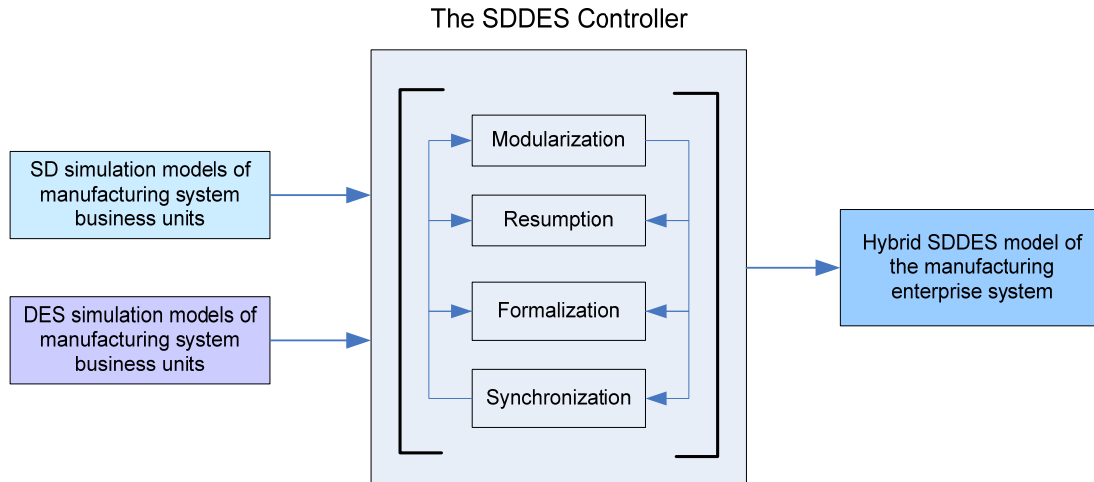 The SDDES Controller
SD simulation models of
manufacturing system
business units
DES simulation models of
manufacturing system
business units
Modularization
Resumption
Formalization
Synchronization
Hybrid SDDES model of
the manufacturing
enterprise system